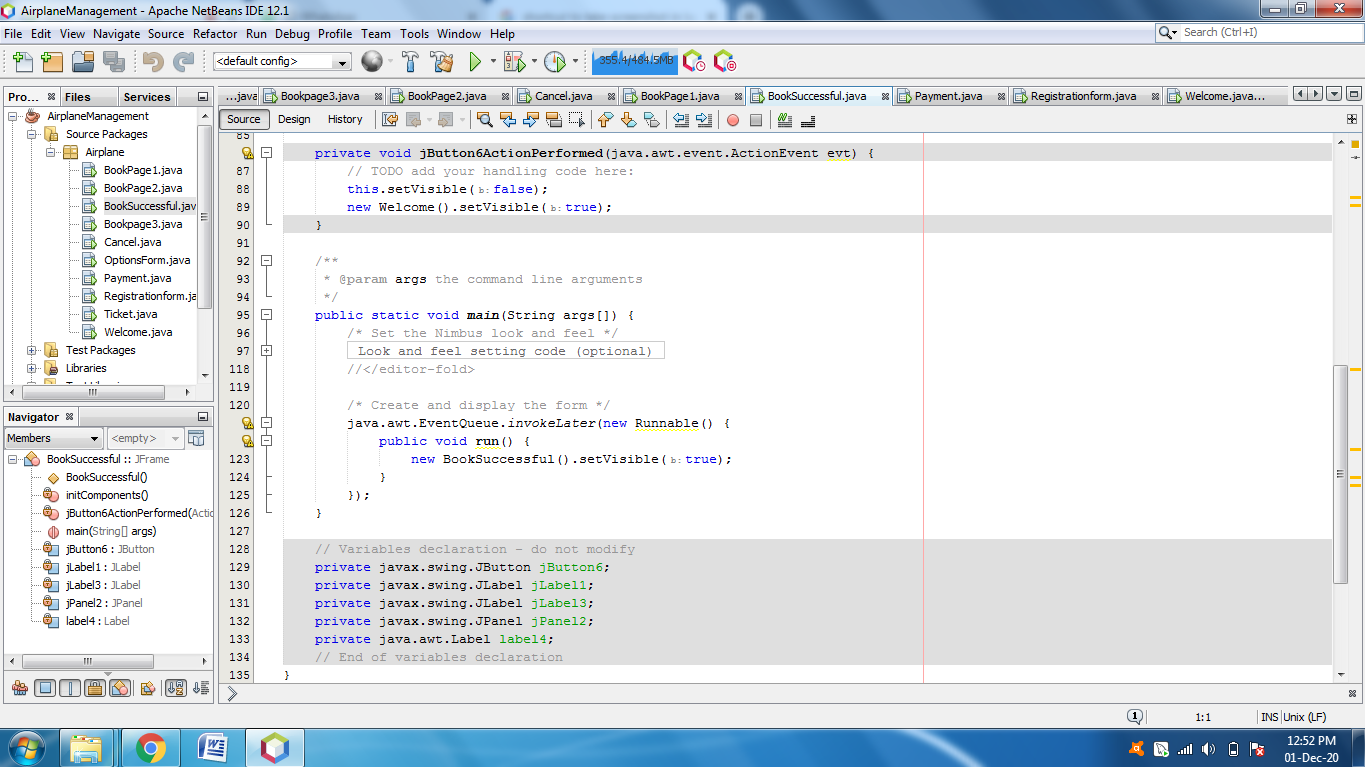 AirplaneManagement - Apache NetBeans IDE 12.1
File Edit View Navigate Source Refactor Run Debug Profile Team Tools Window Help
Search (Ctrl+I)
<default config>
355.4/484.5MB
Pro... Files Services
...java Bookpage3.java BookPage2.java Cancel.java BookPage1.java BookSuccessful.java Payment.java Registrationform.java Welcome.java...
Source Design History
AirplaneManagement
Source Packages
Airplane
BookPage1.java
BookPage2.java
BookSuccessful.jav
Bookpage3.java
Cancel.java
OptionsForm.java
Payment.java
Registrationform.ja
Ticket.java
Welcome.java
Test Packages
Libraries
Navigator
Members <empty>
BookSuccessful :: JFrame
BookSuccessful()
initComponents()
jButton6ActionPerformed(Actio
main(String[] args)
jButton6 : JButton
jLabel1 : JLabel
jLabel3 : JLabel
jPanel2 : JPanel
label4 : Label
85
private void jButton6ActionPerformed(java.awt.event.ActionEvent evt) {
87 // TODO add your handling code here:
88 this.setVisible(b:false);
89 new Welcome().setVisible(b:true);
90 }
91
92 /**
93 * @param args the command line arguments
94 */
95 public static void main(String args[]) {
96 /* Set the Nimbus look and feel */
97 Look and feel setting code (optional)
118 //</editor-fold>
119
120 /* Create and display the form */
java.awt.EventQueue.invokeLater(new Runnable() {
public void run() {
123 new BookSuccessful().setVisible(b:true);
124 }
125 });
126 }
127
128 // Variables declaration - do not modify
129 private javax.swing.JButton jButton6;
130 private javax.swing.JLabel jLabel1;
131 private javax.swing.JLabel jLabel3;
132 private javax.swing.JPanel jPanel2;
133 private java.awt.Label label4;
134 // End of variables declaration
135 }
1 1:1 INS Unix (LF)
12:52 PM
01-Dec-20